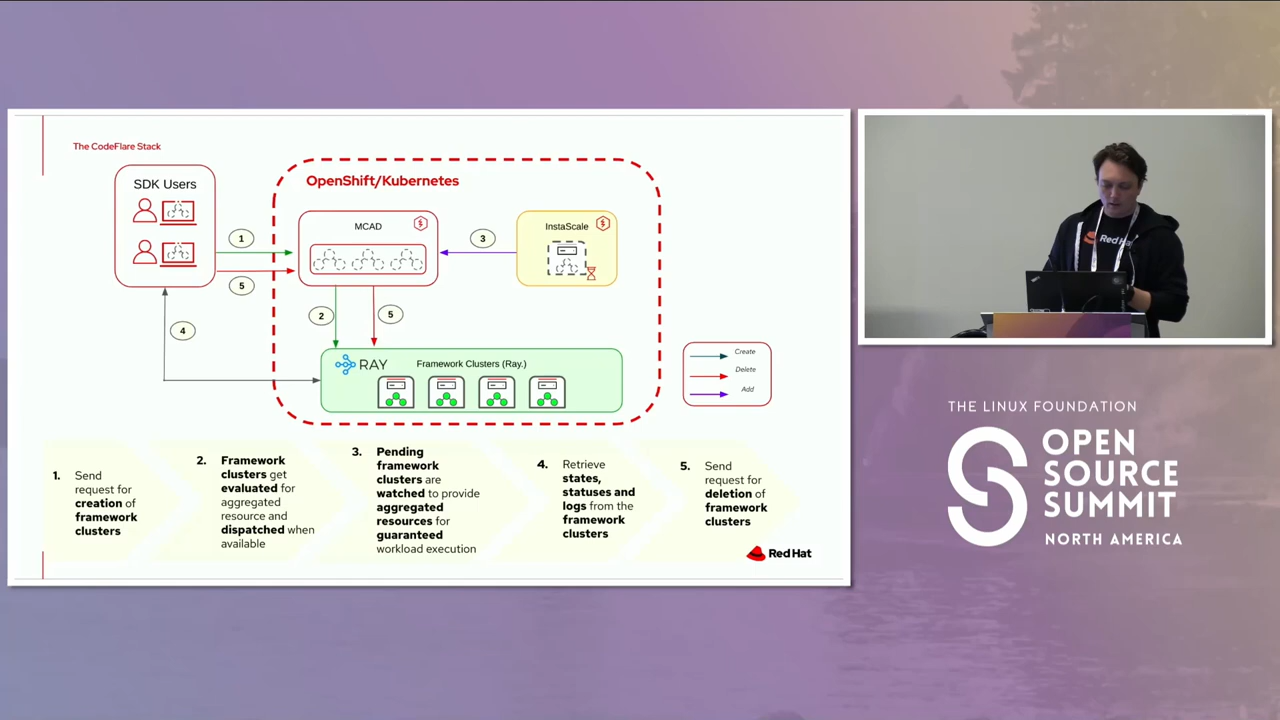 The CodeFlare Stack
SDK Users
OpenShift/Kubernetes
MCAD
InstaScale
1
3
5
2
5
4
RAY
Framework Clusters (Ray.)
Create
Delete
Add
1. Send
request for
creation of
framework
clusters
2. Framework
clusters get
evaluated for
aggregated
resource and
dispatched when
available
3. Pending
framework
clusters are
watched to provide
aggregated
resources for
guaranteed
workload execution
4. Retrieve
states,
statuses and
logs from the
framework
clusters
5. Send
request for
deletion of
framework
clusters
Red Hat
Red Hat
THE LINUX FOUNDATION
OPEN
SOURCE
SUMMIT
NORTH AMERICA